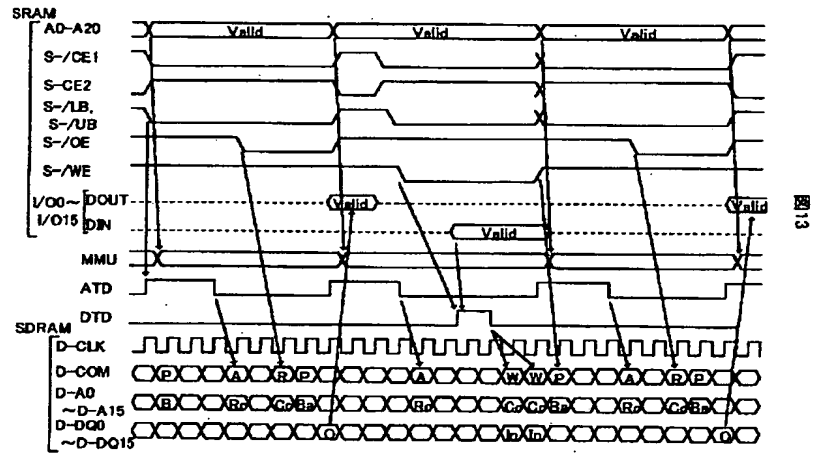 SRAM
A0-A20 Valid Valid Valid
S-/CE1
S-CE2
S-/LB,
S-/UB
S-/OE
S-/WE
I/O0~ DOUT Valid Valid
I/O15 DIN Valid
MMU
ATD
DTD
SDRAM
D-CLK
D-COM P A R P A W W P A R P
D-A0
~D-A15 B Ro Co Ba Ro Co Co Ba Ro Co Ba
D-DQ0
~D-DQ15 O In In O
図13